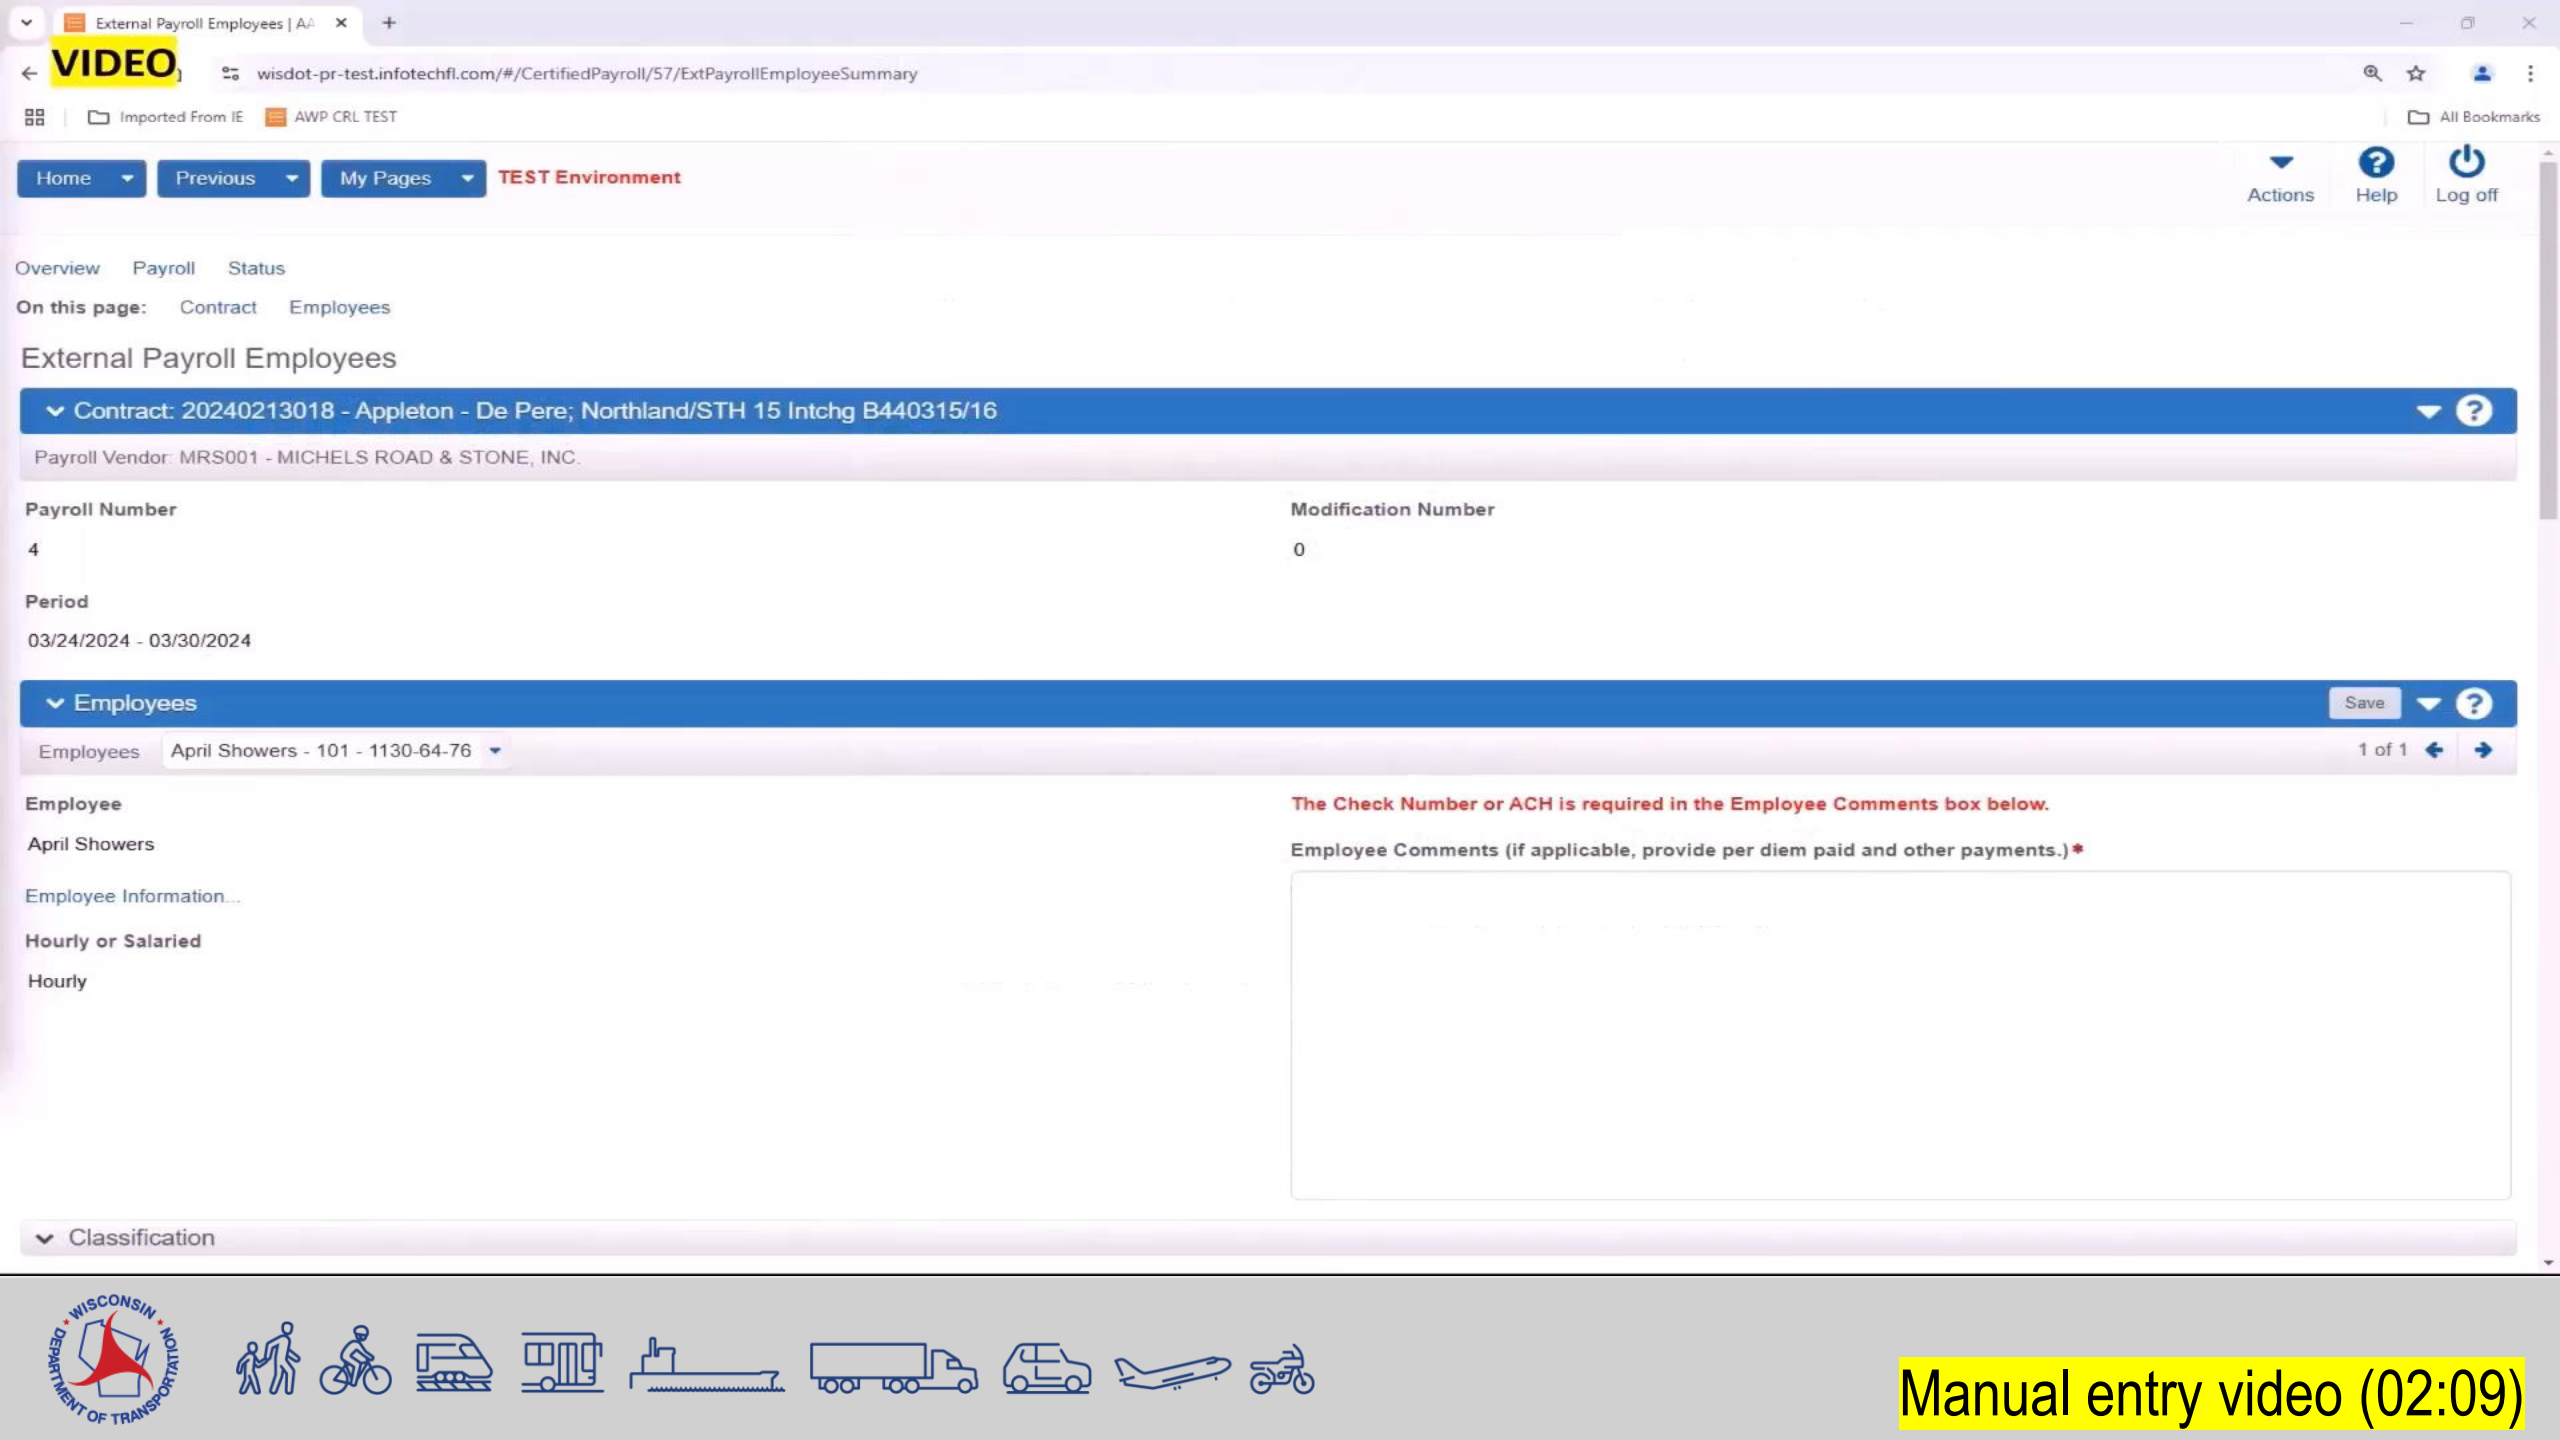 External Payroll Employees | AA
VIDEO
wisdot-pr-test.infotechfl.com/#/CertifiedPayroll/57/ExtPayrollEmployeeSummary
Imported From IE
AWP CRL TEST
All Bookmarks
Home
Previous
My Pages
TEST Environment
Actions
Help
Log off
Overview Payroll Status
On this page: Contract Employees
External Payroll Employees
Contract: 20240213018 - Appleton - De Pere; Northland/STH 15 Intchg B440315/16
Payroll Vendor: MRS001 - MICHELS ROAD & STONE, INC.
Payroll Number
4
Modification Number
0
Period
03/24/2024 - 03/30/2024
Employees
Save
Employees April Showers - 101 - 1130-64-76
1 of 1
Employee
April Showers
Employee Information...
Hourly or Salaried
Hourly
The Check Number or ACH is required in the Employee Comments box below.
Employee Comments (if applicable, provide per diem paid and other payments.)*
Classification
WISCONSIN
DEPARTMENT OF TRANSPORTATION
Manual entry video (02:09)